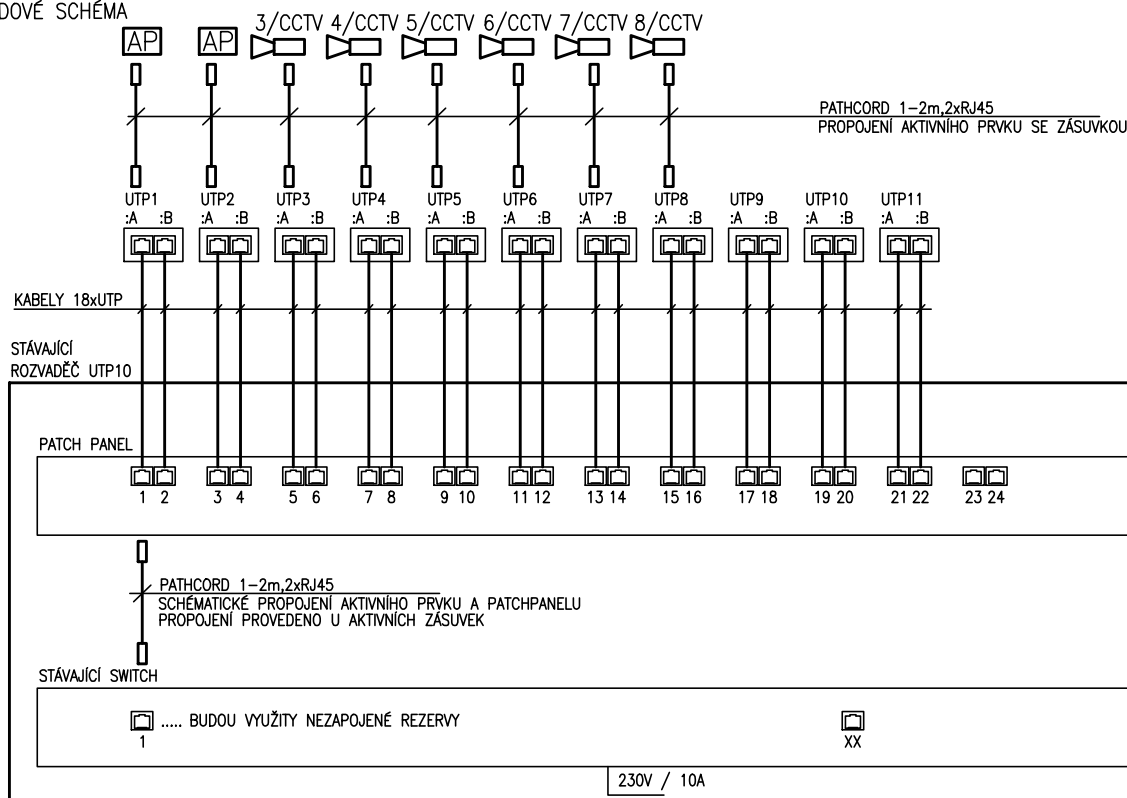 DOVÉ SCHÉMA
AP AP 3/CCTV 4/CCTV 5/CCTV 6/CCTV 7/CCTV 8/CCTV
PATHCORD 1-2m,2xRJ45
PROPOJENÍ AKTIVNÍHO PRVKU SE ZÁSUVKOU
UTP1 UTP2 UTP3 UTP4 UTP5 UTP6 UTP7 UTP8 UTP9 UTP10 UTP11
:A :B :A :B :A :B :A :B :A :B :A :B :A :B :A :B :A :B :A :B :A :B
KABELY 18xUTP
STÁVAJÍCÍ
ROZVADĚČ UTP10
PATCH PANEL
1 2 3 4 5 6 7 8 9 10 11 12 13 14 15 16 17 18 19 20 21 22 23 24
PATHCORD 1-2m,2xRJ45
SCHÉMATICKÉ PROPOJENÍ AKTIVNÍHO PRVKU A PATCHPANELU
PROPOJENÍ PROVEDENO U AKTIVNÍCH ZÁSUVEK
STÁVAJÍCÍ SWITCH
..... BUDOU VYUŽITY NEZAPOJENÉ REZERVY
1 XX
230V / 10A